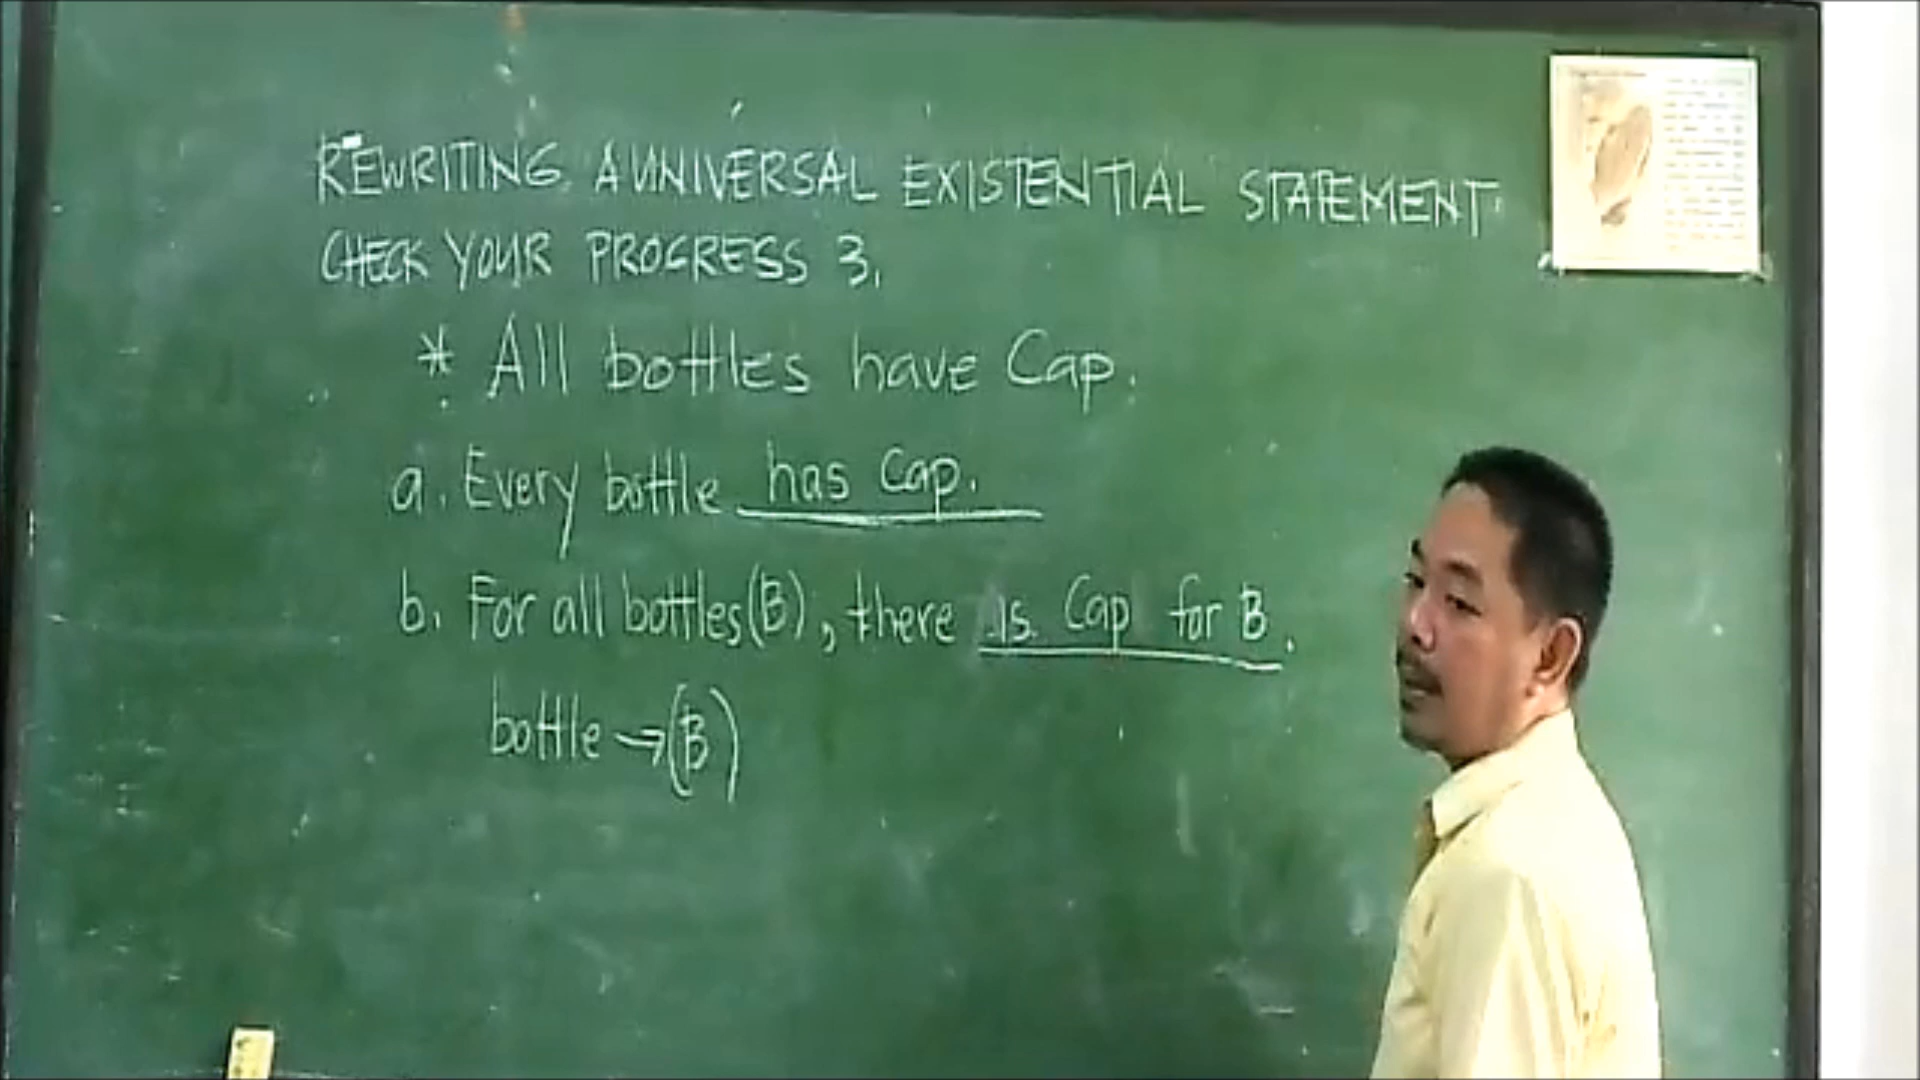 REWRITING A UNIVERSAL EXISTENTIAL STATEMENT.
CHECK YOUR PROGRESS 3.
* All bottles have Cap.
a. Every bottle has Cap.
b. For all bottles (B), there is Cap for B.
bottle → (B)